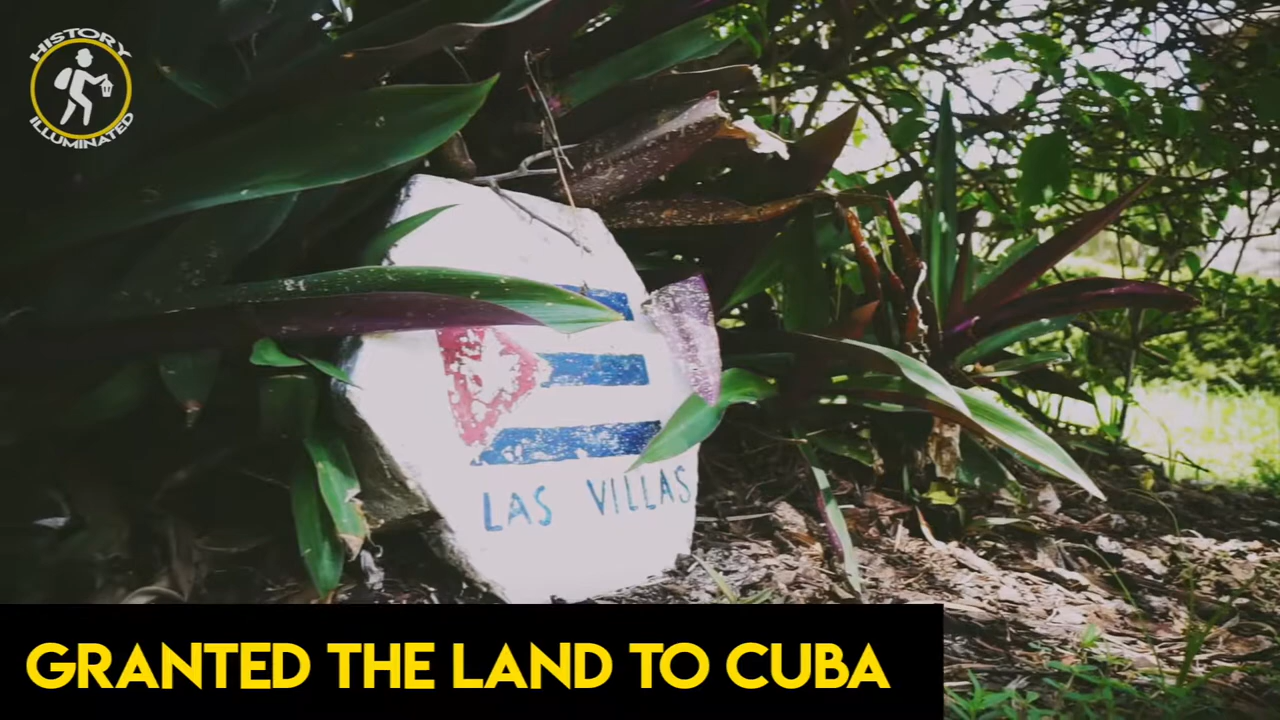 HISTORY
ILLUMINATED
LAS VILLAS
GRANTED THE LAND TO CUBA